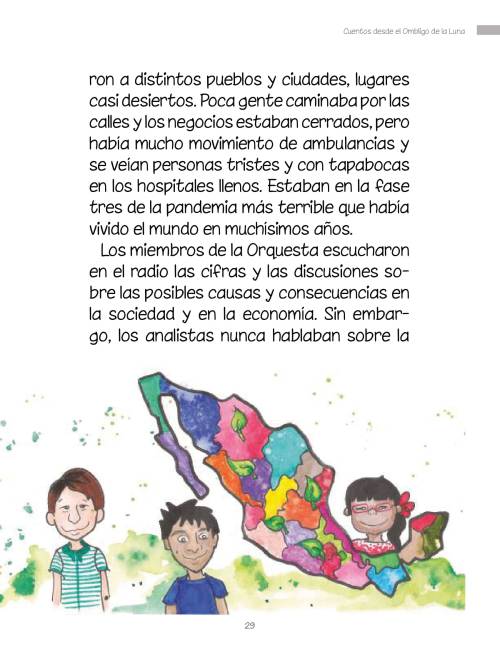 Cuentos desde el Ombligo de la Luna
ron a distintos pueblos y ciudades, lugares
casi desiertos. Poca gente caminaba por las
calles y los negocios estaban cerrados, pero
había mucho movimiento de ambulancias y
se veían personas tristes y con tapabocas
en los hospitales llenos. Estaban en la fase
tres de la pandemia más terrible que había
vivido el mundo en muchísimos años.
Los miembros de la Orquesta escucharon
en el radio las cifras y las discusiones so-
bre las posibles causas y consecuencias en
la sociedad y en la economía. Sin embar-
go, los analistas nunca hablaban sobre la
29